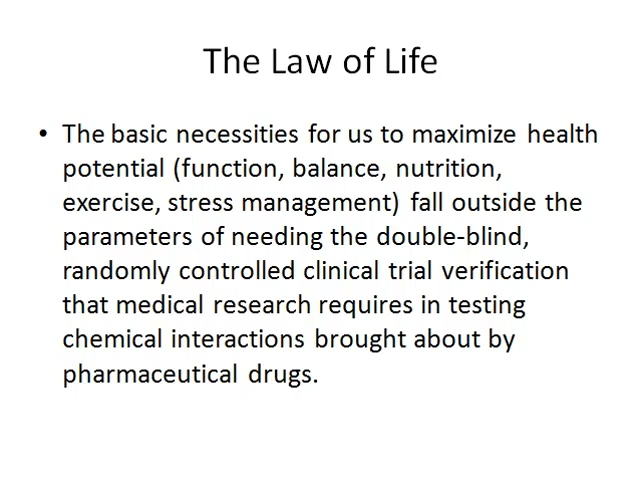 The Law of Life
• The basic necessities for us to maximize health
potential (function, balance, nutrition,
exercise, stress management) fall outside the
parameters of needing the double-blind,
randomly controlled clinical trial verification
that medical research requires in testing
chemical interactions brought about by
pharmaceutical drugs.